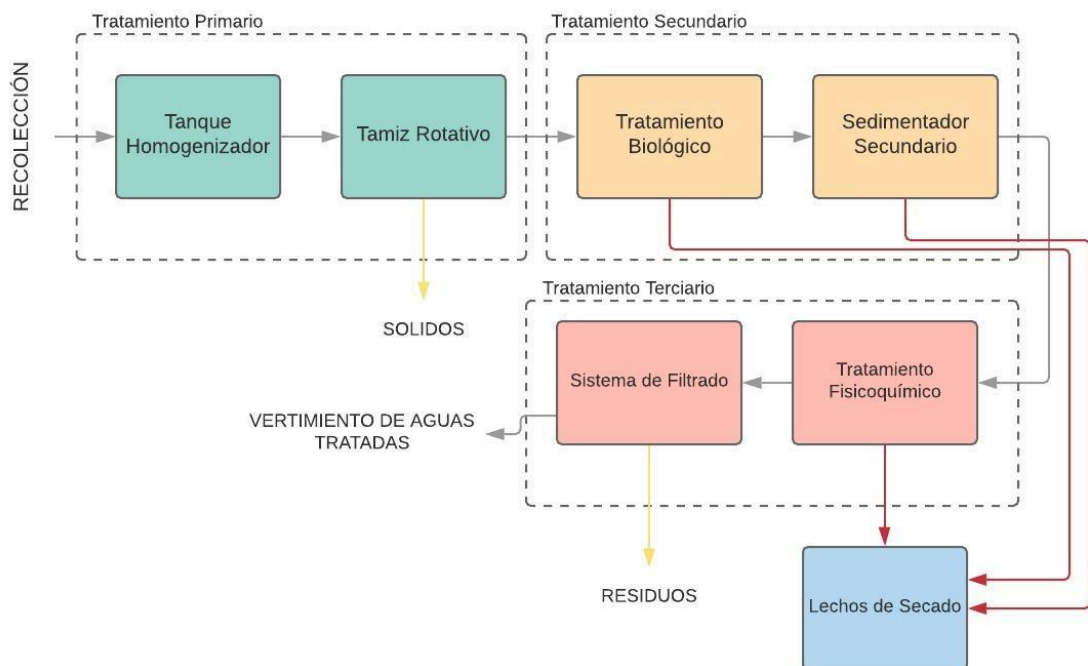 Tratamiento Primario
Tratamiento Secundario
RECOLECCIÓN
Tanque
Homogenizador
Tamiz Rotativo
Tratamiento
Biológico
Sedimentador
Secundario
SOLIDOS
Tratamiento Terciario
Sistema de Filtrado
Tratamiento
Fisicoquímico
VERTIMIENTO DE AGUAS
TRATADAS
RESIDUOS
Lechos de Secado